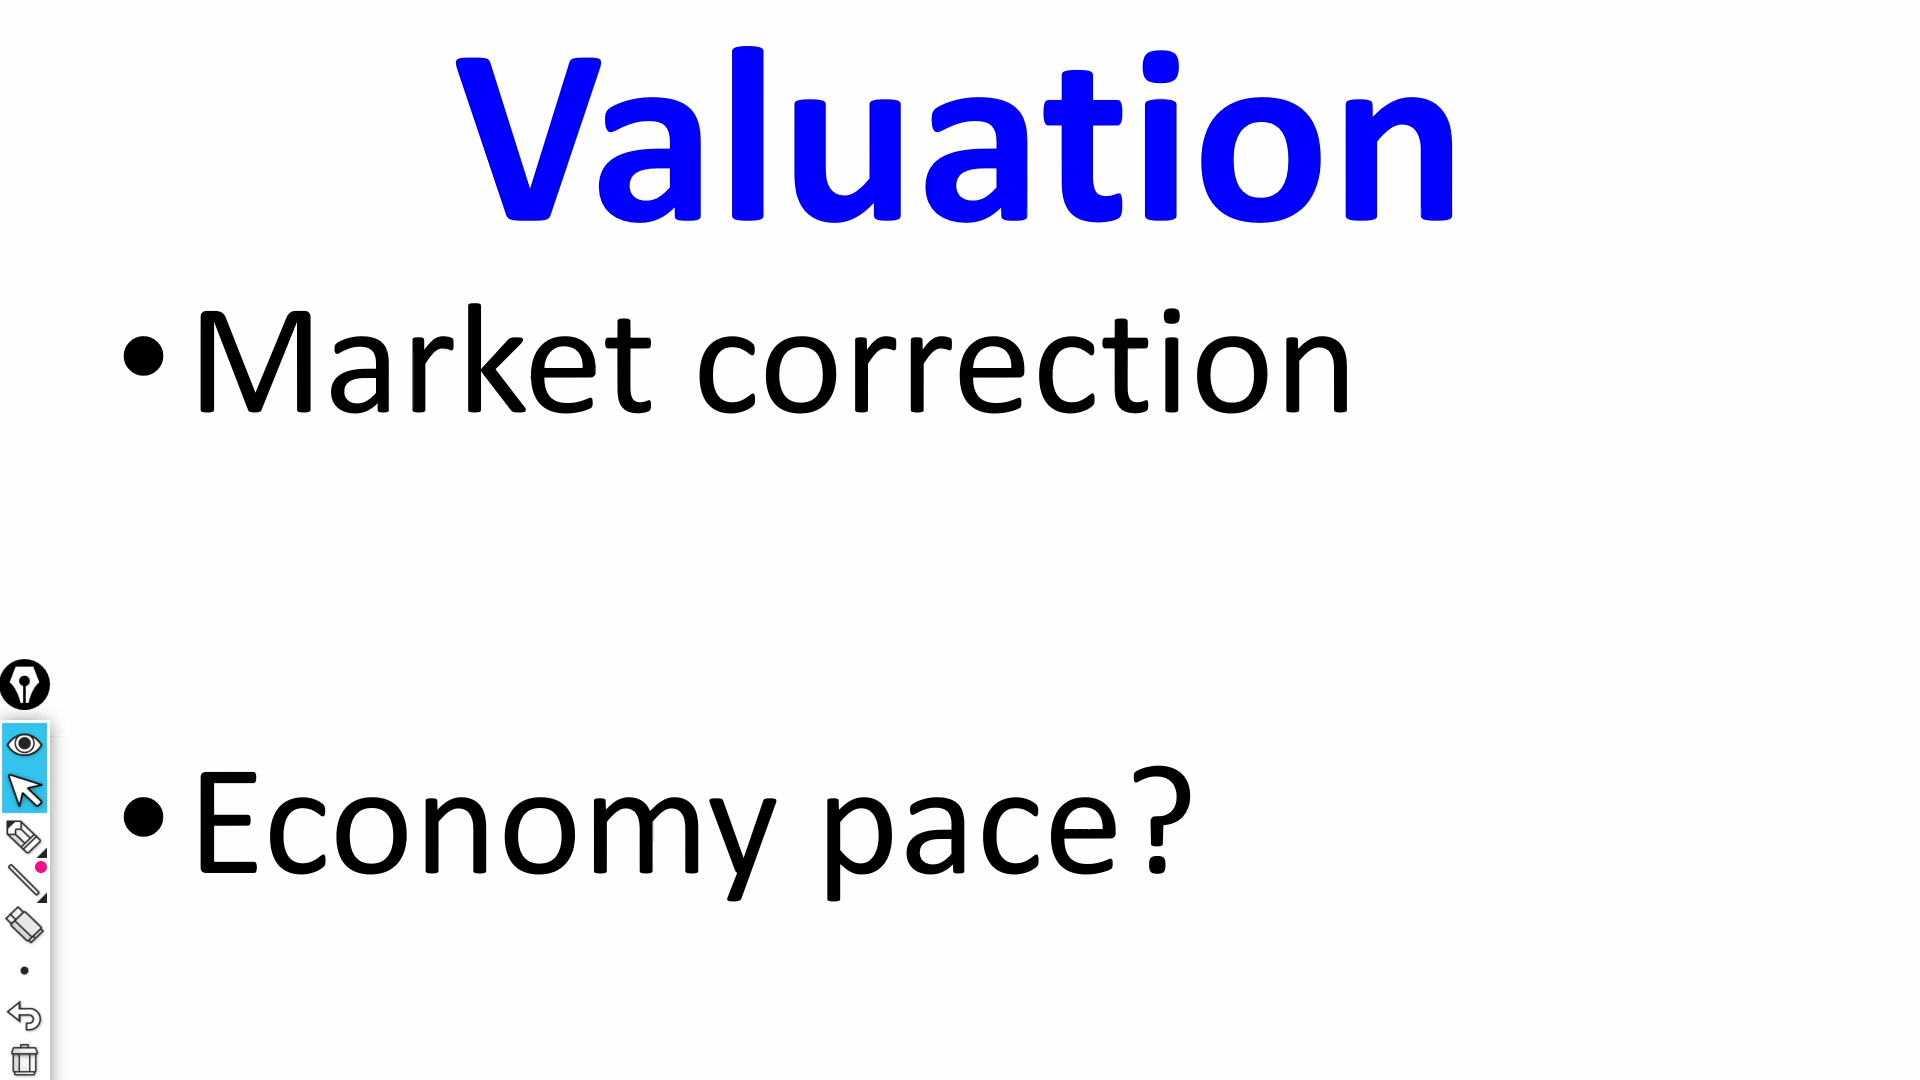 Valuation
• Market correction
• Economy pace?